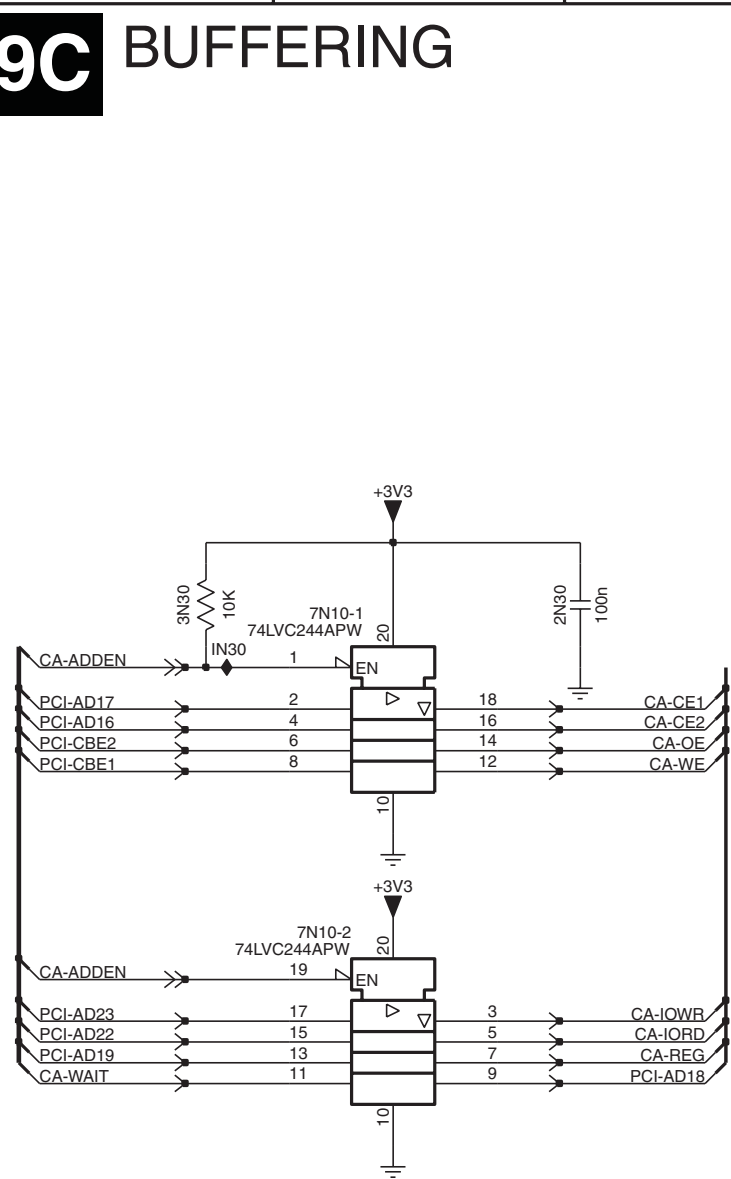 9C BUFFERING
+3V3
3N30
10K
2N30
100n
7N10-1
74LVC244APW
20
IN30
CA-ADDEN 1 EN
PCI-AD17 2 18 CA-CE1
PCI-AD16 4 16 CA-CE2
PCI-CBE2 6 14 CA-OE
PCI-CBE1 8 12 CA-WE
10
+3V3
7N10-2
74LVC244APW
20
CA-ADDEN 19 EN
PCI-AD23 17 3 CA-IOWR
PCI-AD22 15 5 CA-IORD
PCI-AD19 13 7 CA-REG
CA-WAIT 11 9 PCI-AD18
10